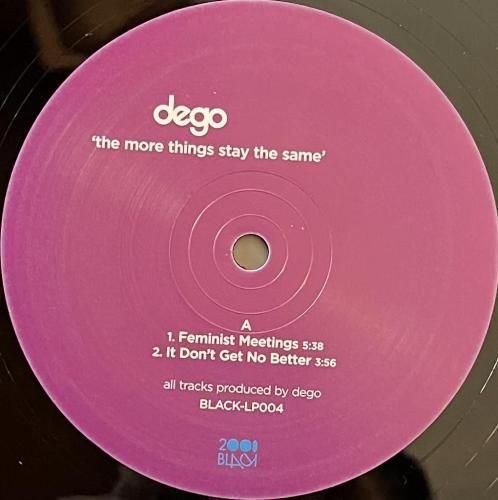 dego
'the more things stay the same'
A
1. Feminist Meetings 5:38
2. It Don't Get No Better 3:56
all tracks produced by dego
BLACK-LP004
2000
BLACK